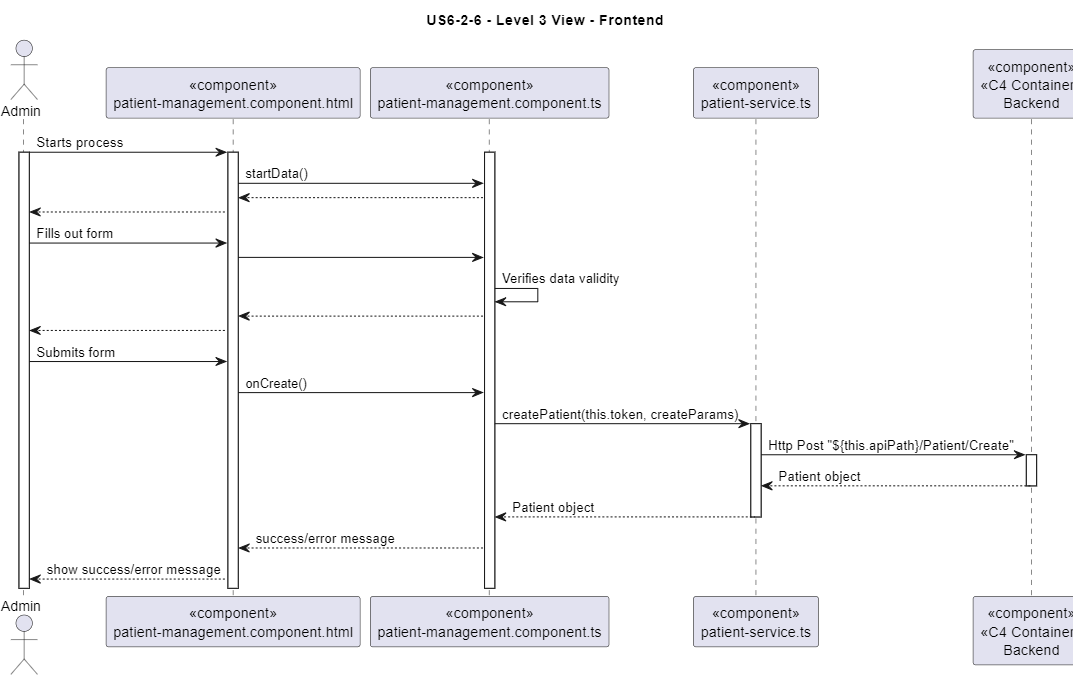 US6-2-6 - Level 3 View - Frontend
Admin
«component»
patient-management.component.html
«component»
patient-management.component.ts
«component»
patient-service.ts
«component»
«C4 Container
Backend
Starts process
startData()
Fills out form
Verifies data validity
Submits form
onCreate()
createPatient(this.token, createParams)
Http Post "${this.apiPath}/Patient/Create"
Patient object
Patient object
success/error message
show success/error message
Admin
«component»
patient-management.component.html
«component»
patient-management.component.ts
«component»
patient-service.ts
«component»
«C4 Container
Backend